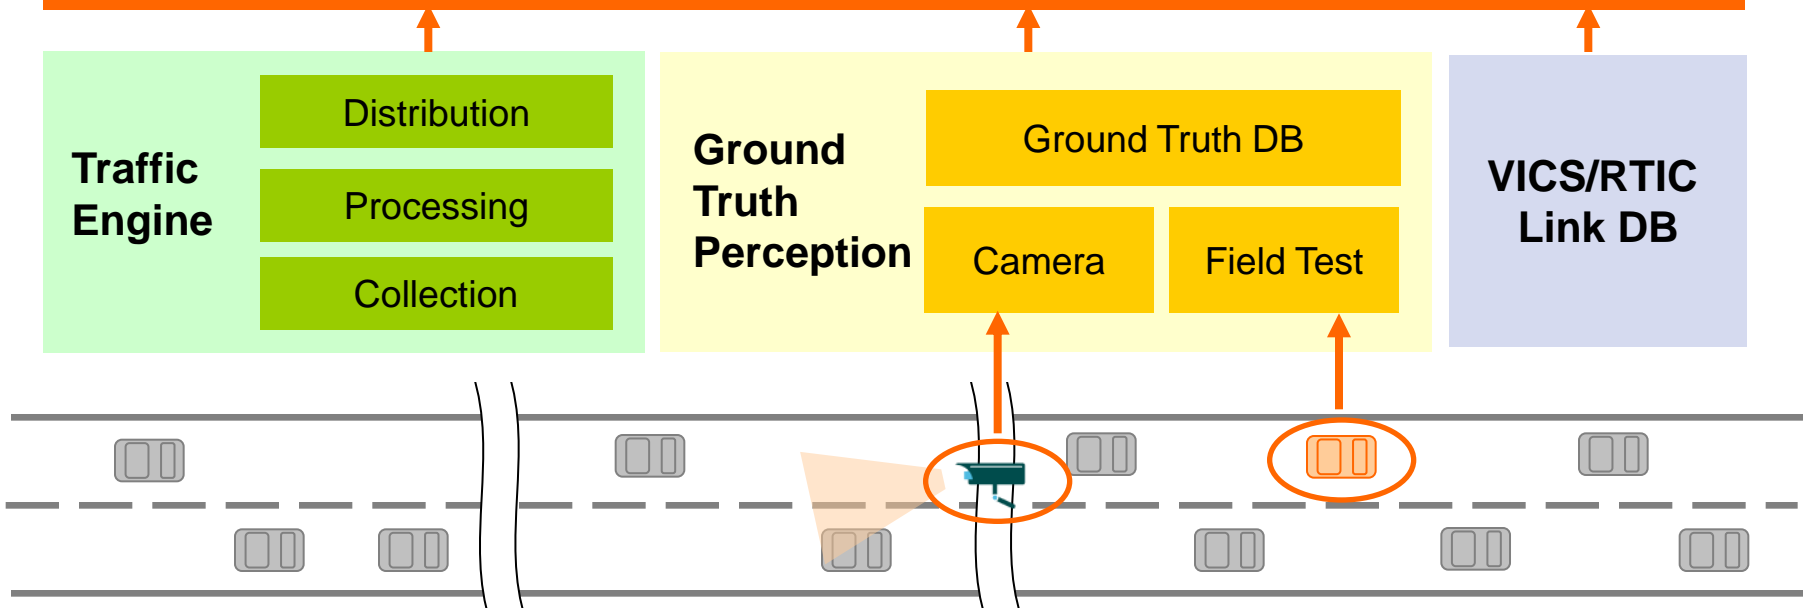 Traffic
Engine
Distribution
Processing
Collection
Ground
Truth
Perception
Ground Truth DB
Camera
Field Test
VICS/RTIC
Link DB